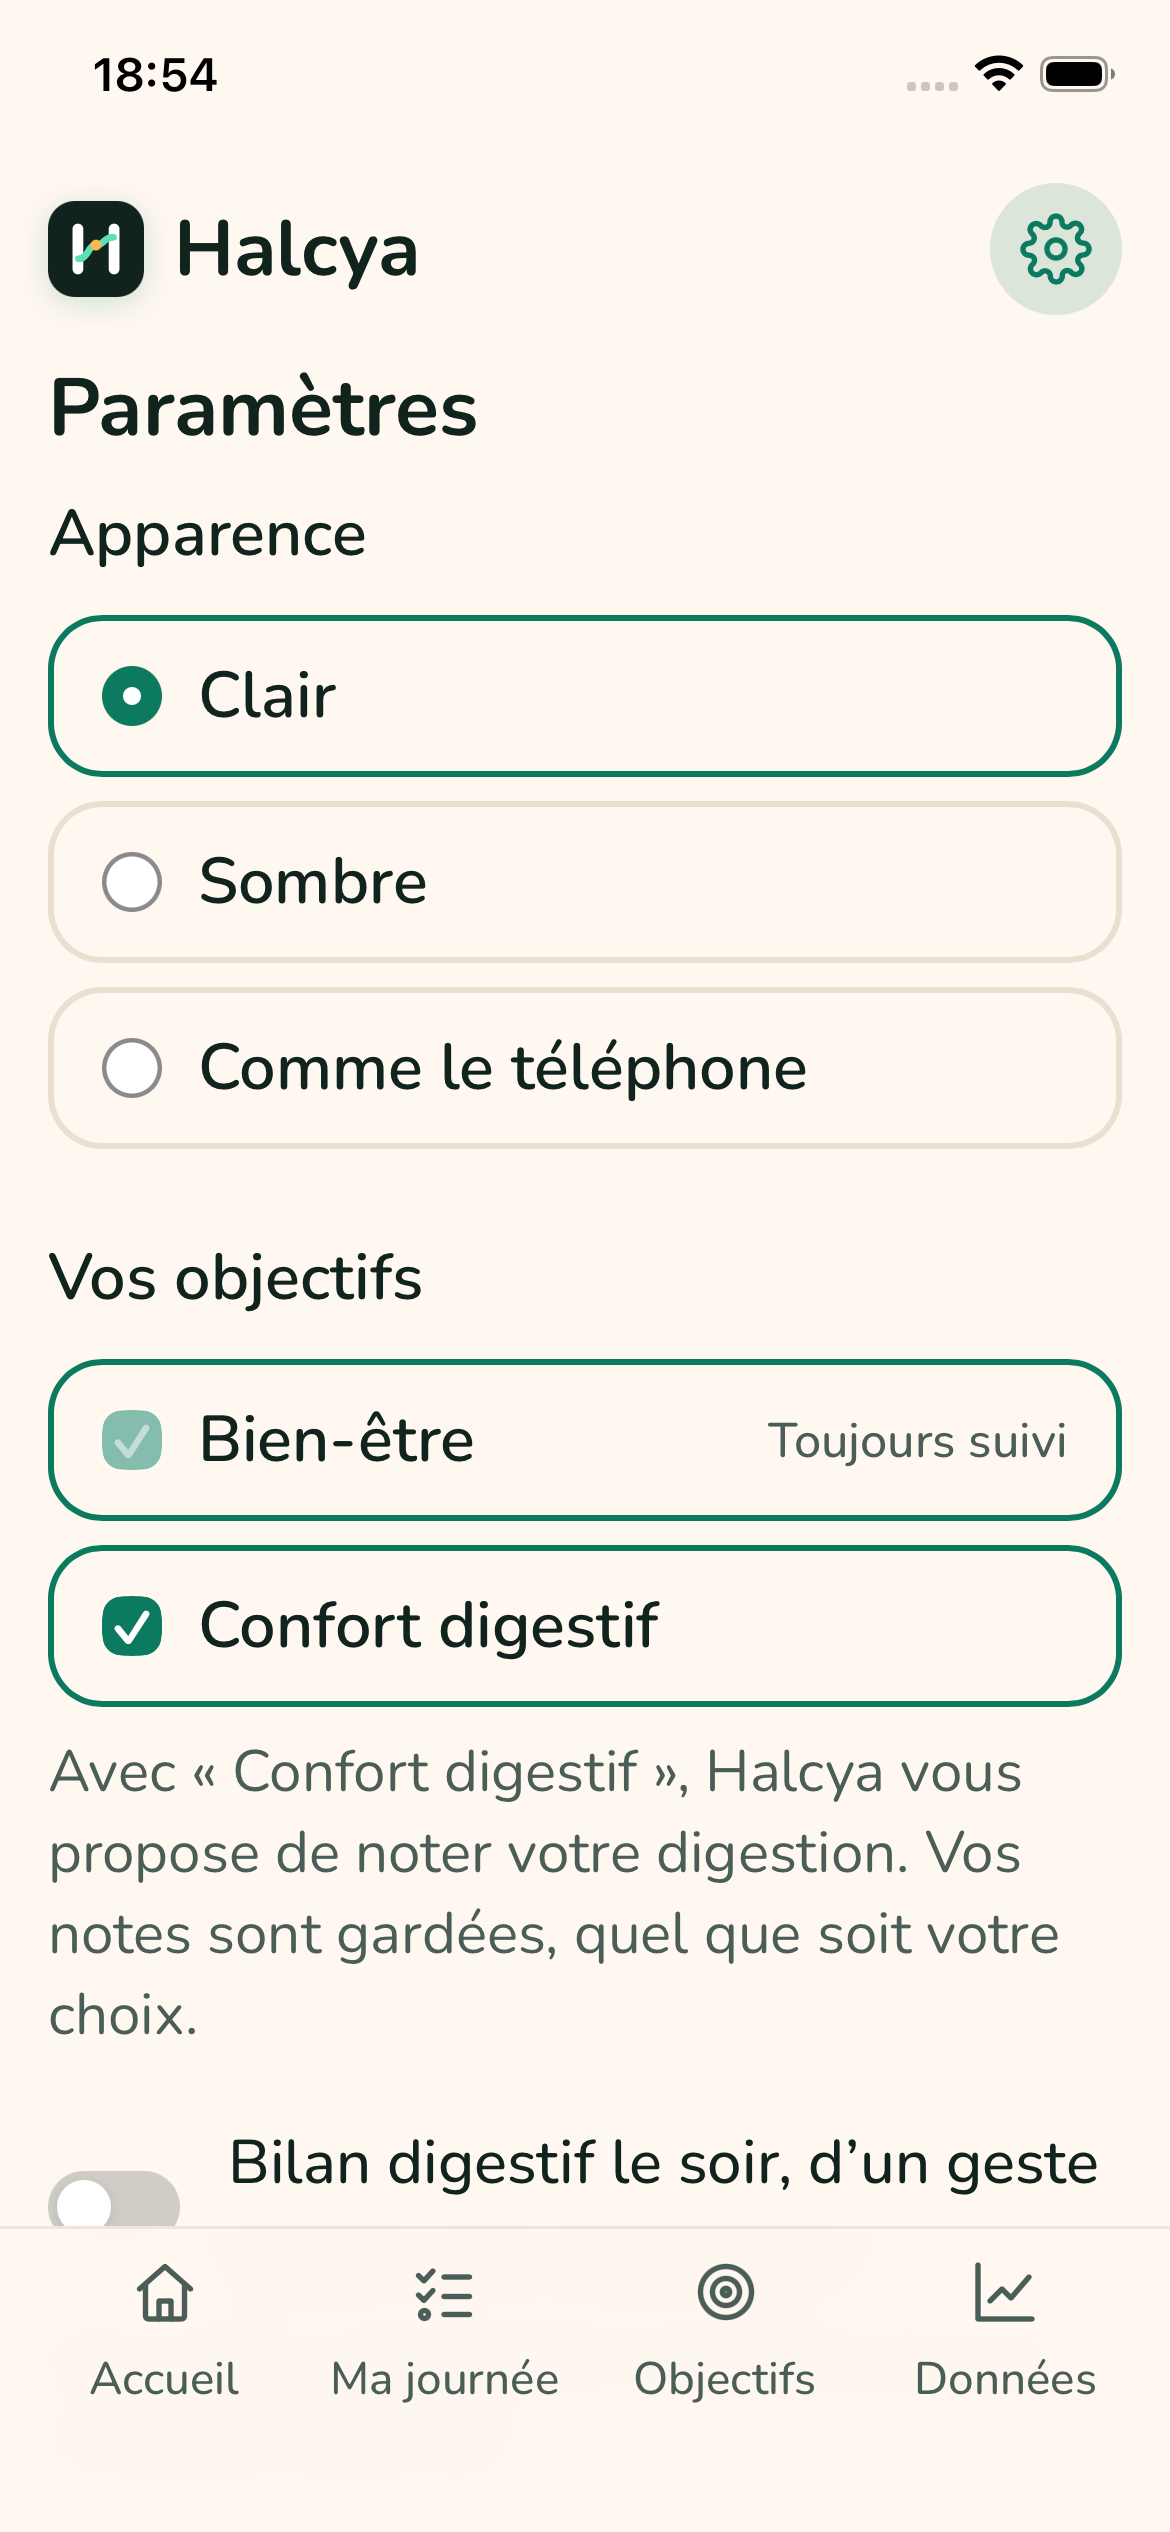 18:54
Halcya
Paramètres
Apparence
Clair
Sombre
Comme le téléphone
Vos objectifs
Bien-être
Toujours suivi
Confort digestif
Avec « Confort digestif », Halcya vous
propose de noter votre digestion. Vos
notes sont gardées, quel que soit votre
choix.
Bilan digestif le soir, d’un geste
Accueil
Ma journée
Objectifs
Données